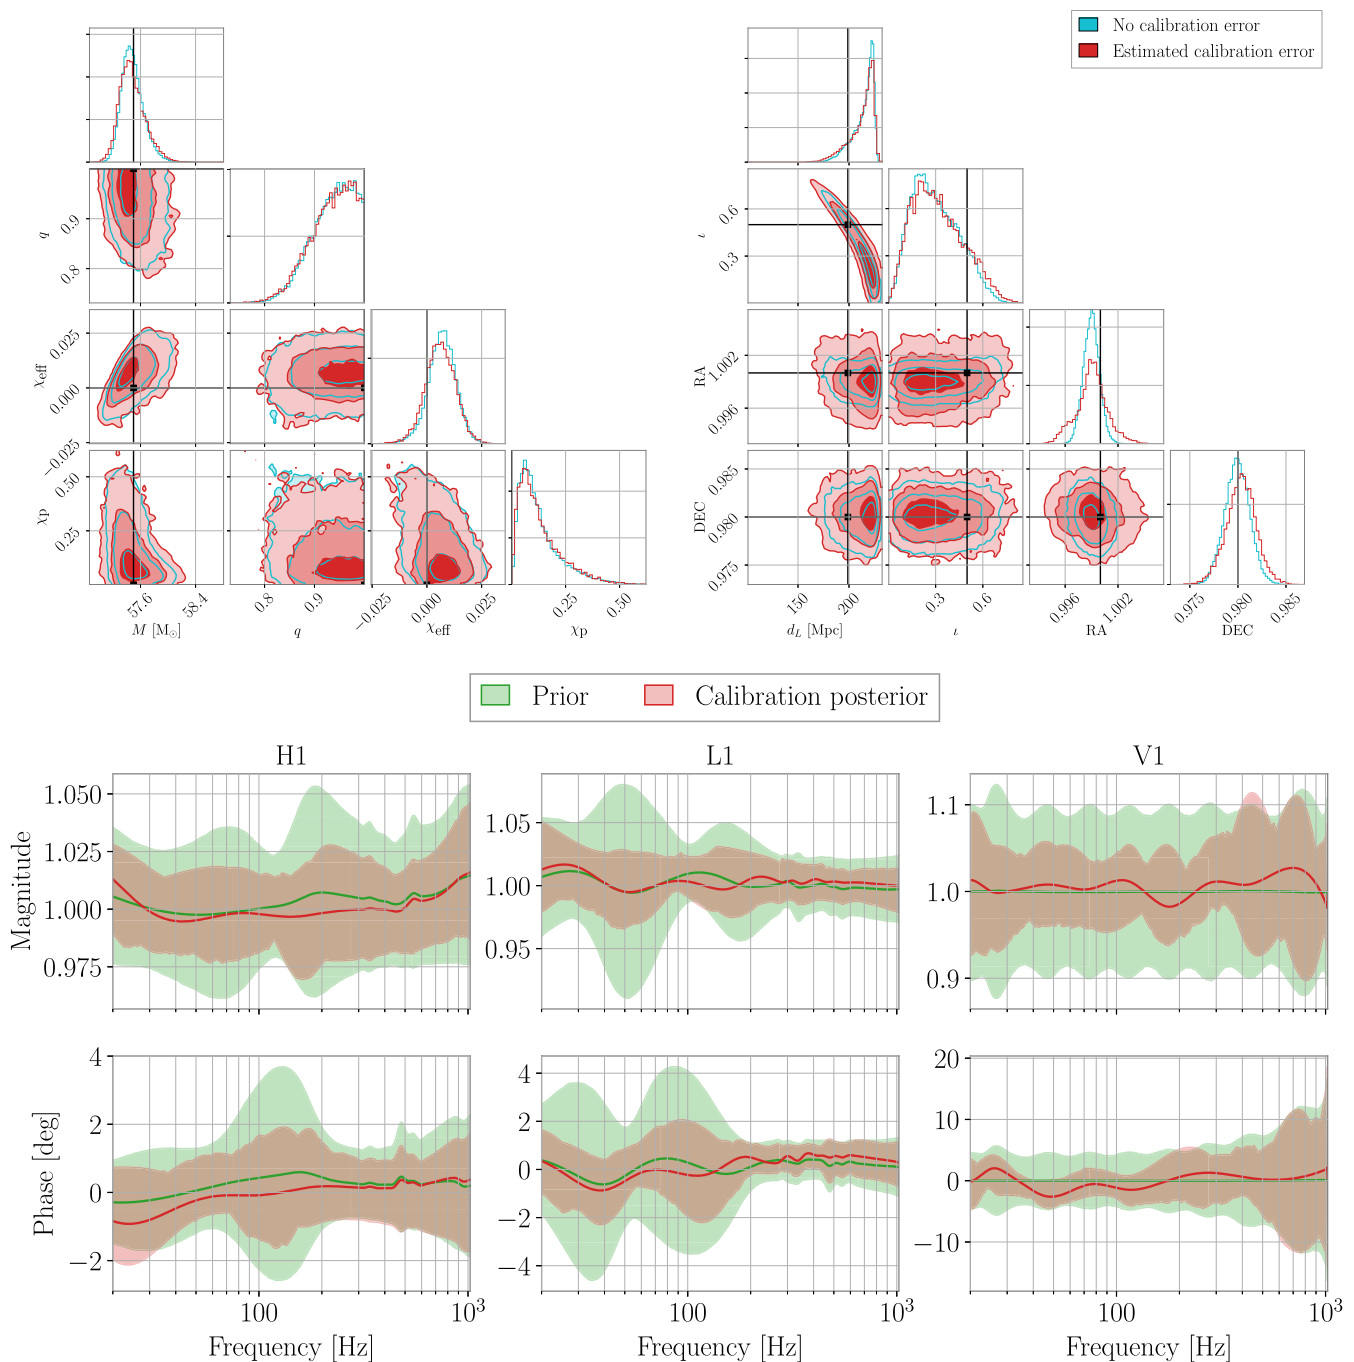 No calibration error
Estimated calibration error
q
0.9
0.8
χeff
0.025
0.000
−0.025
χp
0.50
0.25
57.6
58.4
M [M⊙]
0.8
0.9
q
−0.025
0.000
0.025
χeff
0.25
0.50
χp
ι
0.6
0.3
RA
1.002
0.996
DEC
0.985
0.980
0.975
150
200
dL [Mpc]
0.3
0.6
ι
0.996
1.002
RA
0.975
0.980
0.985
DEC
Prior
Calibration posterior
H1
L1
V1
Magnitude
1.050
1.025
1.000
0.975
1.05
1.00
0.95
1.1
1.0
0.9
Phase [deg]
4
2
0
−2
4
2
0
−2
−4
20
10
0
−10
100
10³
100
10³
100
10³
Frequency [Hz]
Frequency [Hz]
Frequency [Hz]